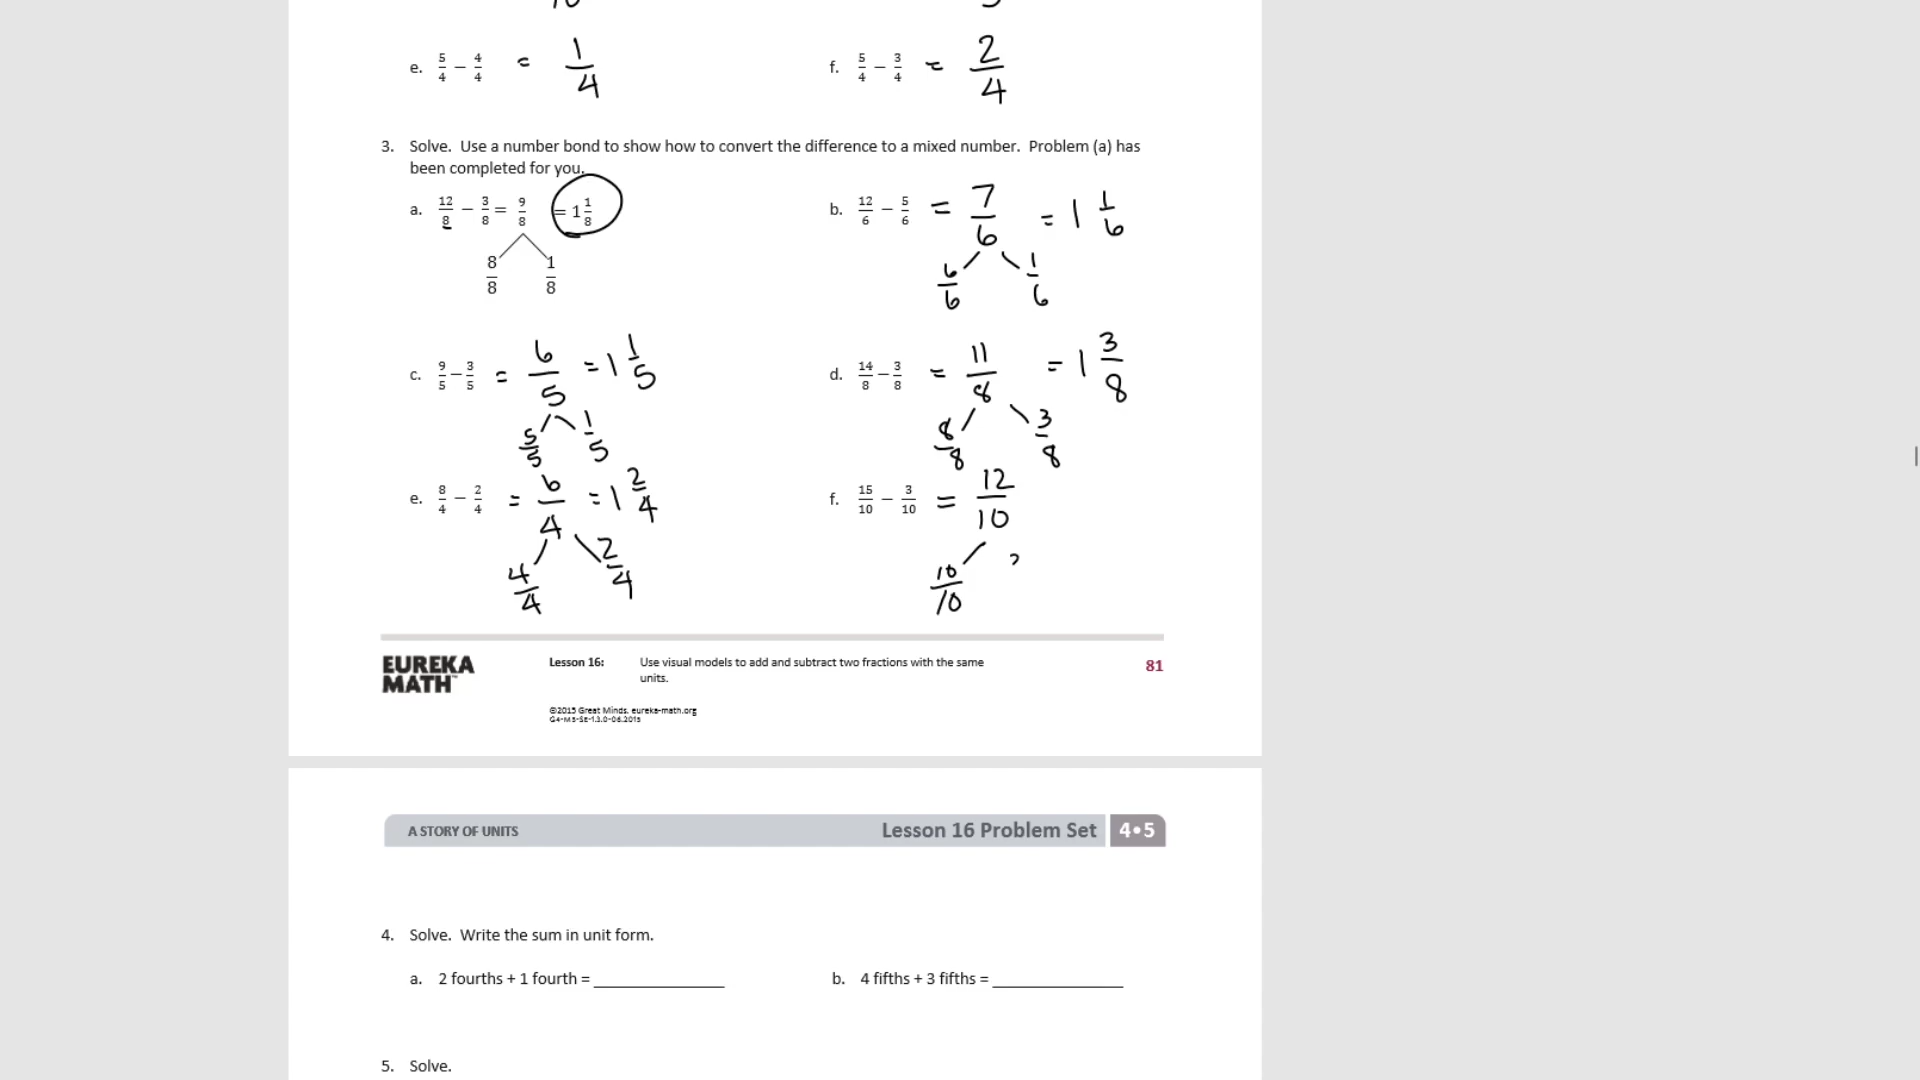 e. 5/4 − 4/4 = 1/4
f. 5/4 − 3/4 = 2/4
3. Solve. Use a number bond to show how to convert the difference to a mixed number. Problem (a) has
been completed for you.
a. 12/8 − 3/8 = 9/8 = 1 1/8
8/8 1/8
b. 12/6 − 5/6 = 7/6 = 1 1/6
6/6 1/6
c. 9/5 − 3/5 = 6/5 = 1 1/5
5/5 1/5
d. 14/8 − 3/8 = 11/8 = 1 3/8
8/8 3/8
e. 8/4 − 2/4 = 6/4 = 1 2/4
4/4 2/4
f. 15/10 − 3/10 = 12/10
10/10
EUREKA
MATH™
Lesson 16: Use visual models to add and subtract two fractions with the same
units.
81
©2015 Great Minds. eureka-math.org
G4-M5-SE-1.3.0-06.2015
A STORY OF UNITS
Lesson 16 Problem Set 4•5
4. Solve. Write the sum in unit form.
a. 2 fourths + 1 fourth = ______________
b. 4 fifths + 3 fifths = ______________
5. Solve.